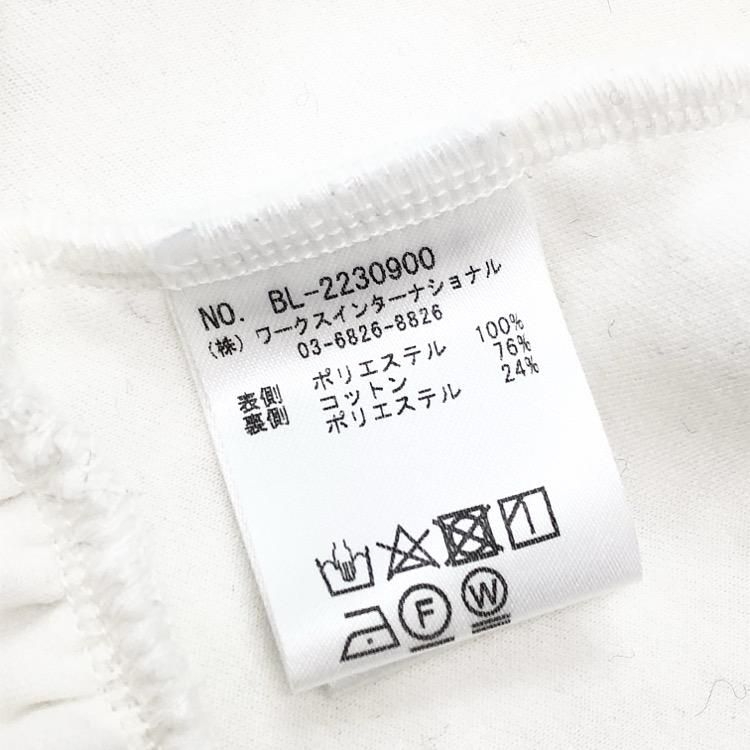 NO. BL-2230900
(株) ワークスインターナショナル
03-6826-8826
表側 ポリエステル 100%
裏側 コットン 76%
ポリエステル 24%
F W